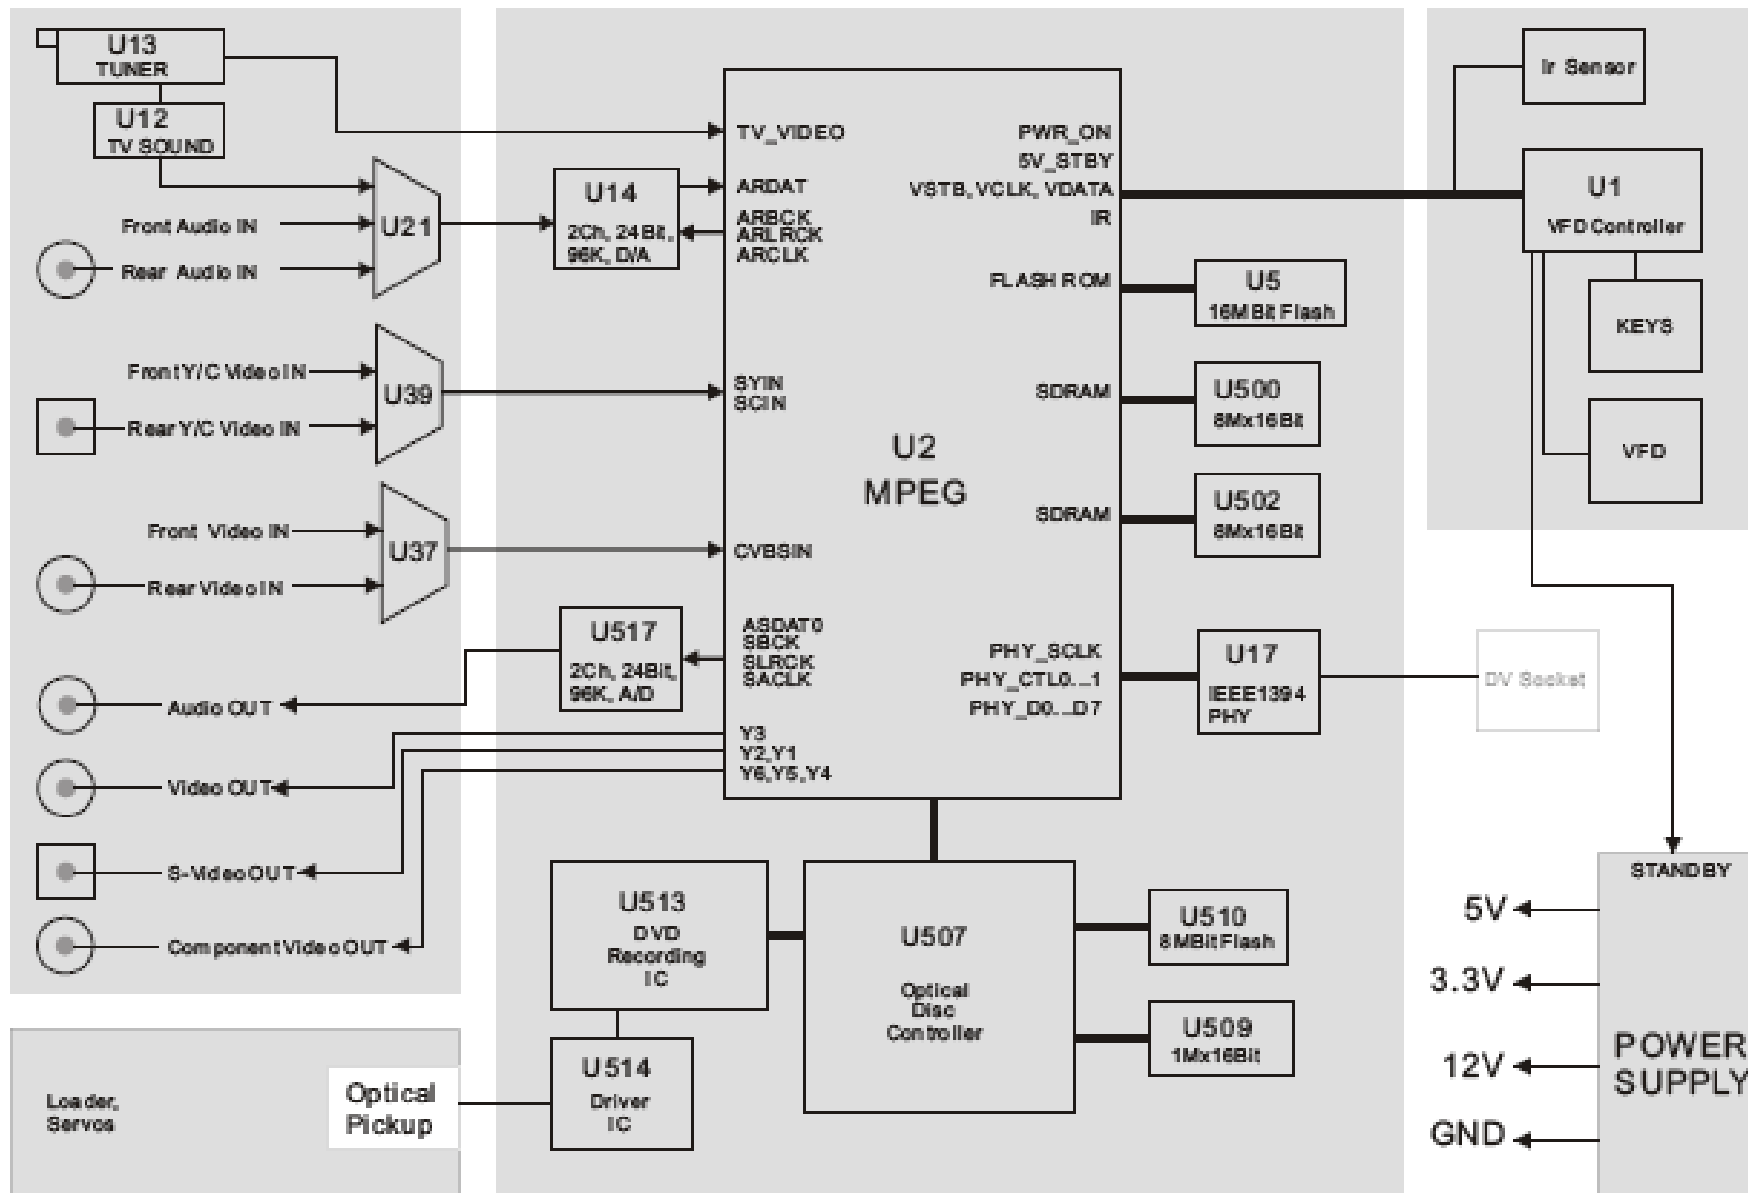 U13
TUNER
U12
TV SOUND
Front Audio IN
Rear Audio IN
U21
U14
2Ch, 24Bit,
96K, D/A
Front Y/C Video IN
Rear Y/C Video IN
U39
Front Video IN
Rear Video IN
U37
U517
2Ch, 24Bit,
96K, A/D
Audio OUT
Video OUT
S-Video OUT
Component Video OUT
TV_VIDEO
ARDAT
ARBCK
ARLRCK
ARCLK
SYIN
SCIN
CVBSIN
ASDAT0
SBCK
SLRCK
SACLK
Y3
Y2,Y1
Y6,Y5,Y4
U2
MPEG
PWR_ON
5V_STBY
VSTB, VCLK, VDATA
IR
FLASH ROM
SDRAM
SDRAM
PHY_SCLK
PHY_CTL0...1
PHY_D0...D7
U5
16MBit Flash
U500
8Mx16Bit
U502
8Mx16Bit
U17
IEEE1394
PHY
DV Socket
Ir Sensor
U1
VFD Controller
KEYS
VFD
U513
DVD
Recording
IC
U507
Optical
Disc
Controller
U510
8MBit Flash
U509
1Mx16Bit
U514
Driver
IC
Optical
Pickup
Loader,
Servos
STANDBY
5V
3.3V
12V
GND
POWER
SUPPLY